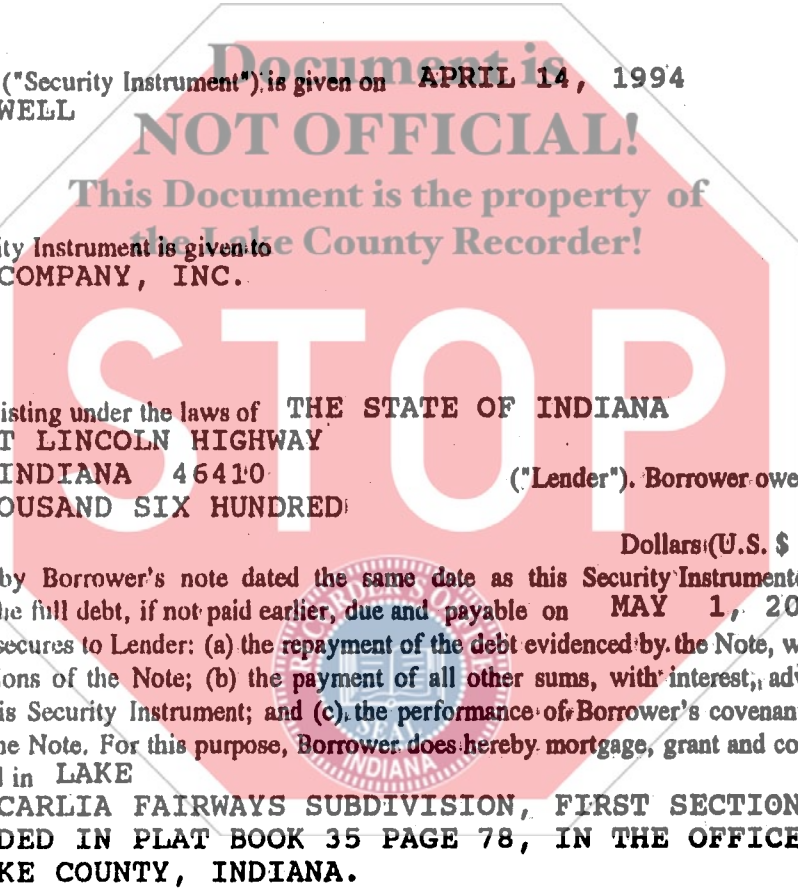 Document is
("Security Instrument") is given on APRIL 14, 1994
WELL
NOT OFFICIAL!
This Document is the property of
the Lake County Recorder!
ity Instrument is given to
COMPANY, INC.
STOP
isting under the laws of THE STATE OF INDIANA
T LINCOLN HIGHWAY
INDIANA 46410
("Lender"). Borrower owe
OUSAND SIX HUNDRED
Dollars (U.S. $
by Borrower's note dated the same date as this Security Instrument
he full debt, if not paid earlier, due and payable on MAY 1, 20
secures to Lender: (a) the repayment of the debt evidenced by the Note, w
ions of the Note; (b) the payment of all other sums, with interest, adv
is Security Instrument; and (c) the performance of Borrower's covenan
he Note. For this purpose, Borrower does hereby mortgage, grant and co
d in LAKE
CARLIA FAIRWAYS SUBDIVISION, FIRST SECTION
DED IN PLAT BOOK 35 PAGE 78, IN THE OFFICE
KE COUNTY, INDIANA.
RECORDER'S OFFICE
SEAL
INDIANA